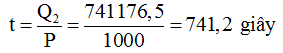 t = Q₂/P = 741176,5/1000 = 741,2 giây